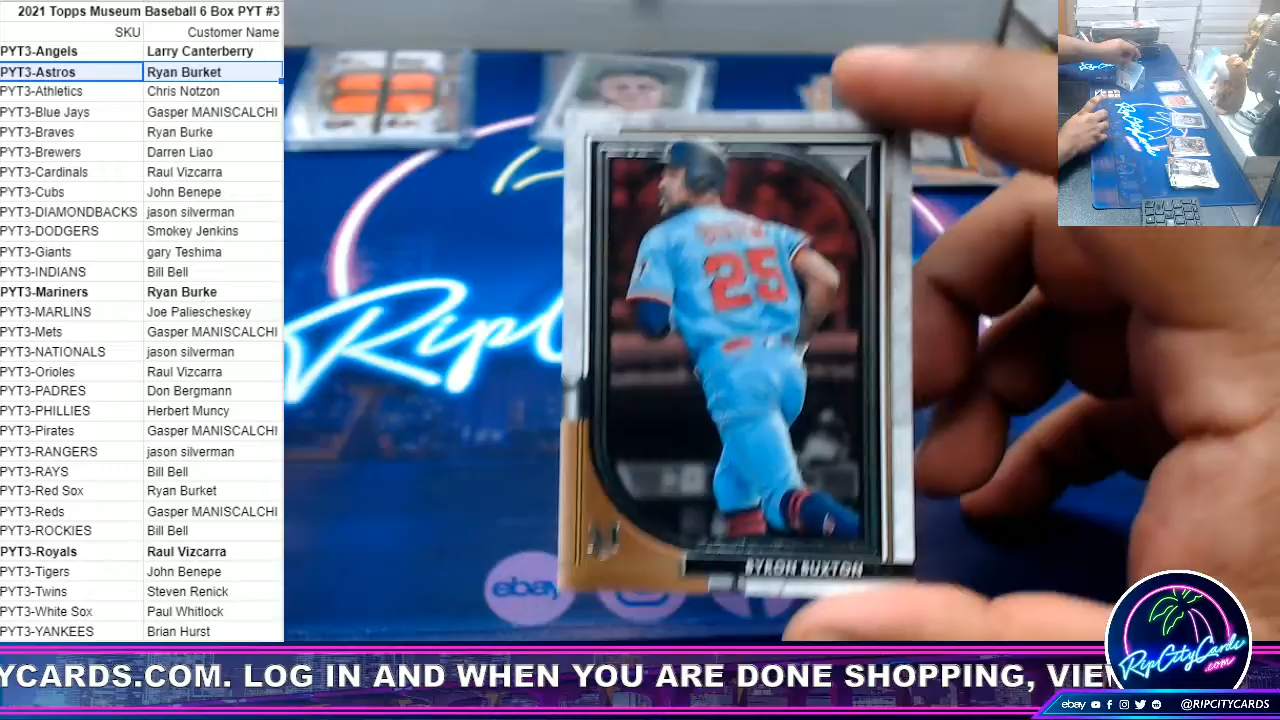 2021 Topps Museum Baseball 6 Box PYT #3
SKU Customer Name
PYT3-Angels Larry Canterberry
PYT3-Astros Ryan Burket
PYT3-Athletics Chris Notzon
PYT3-Blue Jays Gasper MANISCALCHI
PYT3-Braves Ryan Burke
PYT3-Brewers Darren Liao
PYT3-Cardinals Raul Vizcarra
PYT3-Cubs John Benepe
PYT3-DIAMONDBACKS jason silverman
PYT3-DODGERS Smokey Jenkins
PYT3-Giants gary Teshima
PYT3-INDIANS Bill Bell
PYT3-Mariners Ryan Burke
PYT3-MARLINS Joe Paliescheskey
PYT3-Mets Gasper MANISCALCHI
PYT3-NATIONALS jason silverman
PYT3-Orioles Raul Vizcarra
PYT3-PADRES Don Bergmann
PYT3-PHILLIES Herbert Muncy
PYT3-Pirates Gasper MANISCALCHI
PYT3-RANGERS jason silverman
PYT3-RAYS Bill Bell
PYT3-Red Sox Ryan Burket
PYT3-Reds Gasper MANISCALCHI
PYT3-ROCKIES Bill Bell
PYT3-Royals Raul Vizcarra
PYT3-Tigers John Benepe
PYT3-Twins Steven Renick
PYT3-White Sox Paul Whitlock
PYT3-YANKEES Brian Hurst
25
BYRON BUXTON
ebay
YCARDS.COM. LOG IN AND WHEN YOU ARE DONE SHOPPING, VIE
RipCityCards
.com
ebay @RIPCITYCARDS